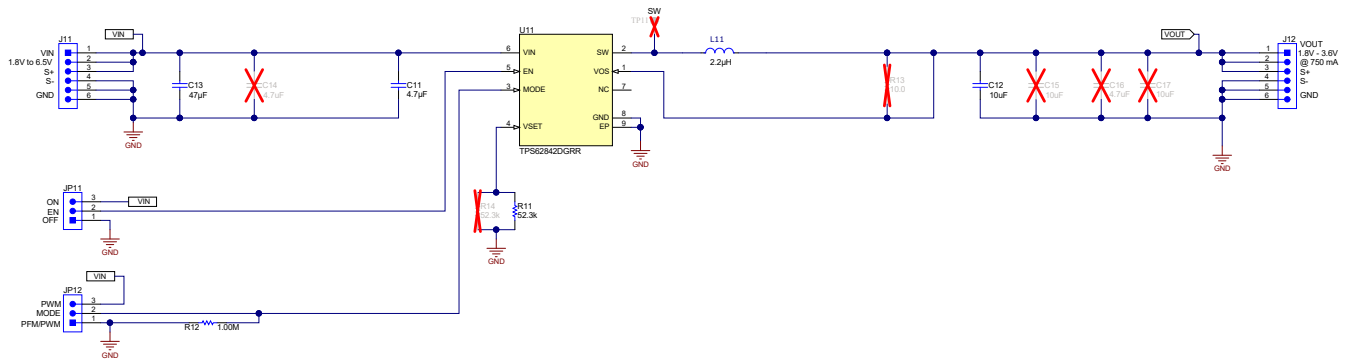 SW
TP11
VIN
U11
VOUT
J11
L11
J12
VIN 1
1.8V to 6.5V 2
S+ 3
S- 4
5
GND 6
C13
47µF
C14
4.7uF
C11
4.7µF
6 VIN
5 EN
3 MODE
4 VSET
SW 2
VOS 1
NC 7
GND 8
EP 9
TPS62842DGRR
2.2µH
R13
10.0
C12
10uF
C15
10uF
C16
4.7uF
C17
10uF
1 VOUT
2 1.8V - 3.6V
@ 750 mA
3 S+
4 S-
5
6 GND
GND
GND
GND
JP11
ON 3
EN 2
OFF 1
VIN
GND
R14
52.3k
R11
52.3k
GND
VIN
JP12
PWM 3
MODE 2
PFM/PWM 1
R12 1.00M
GND